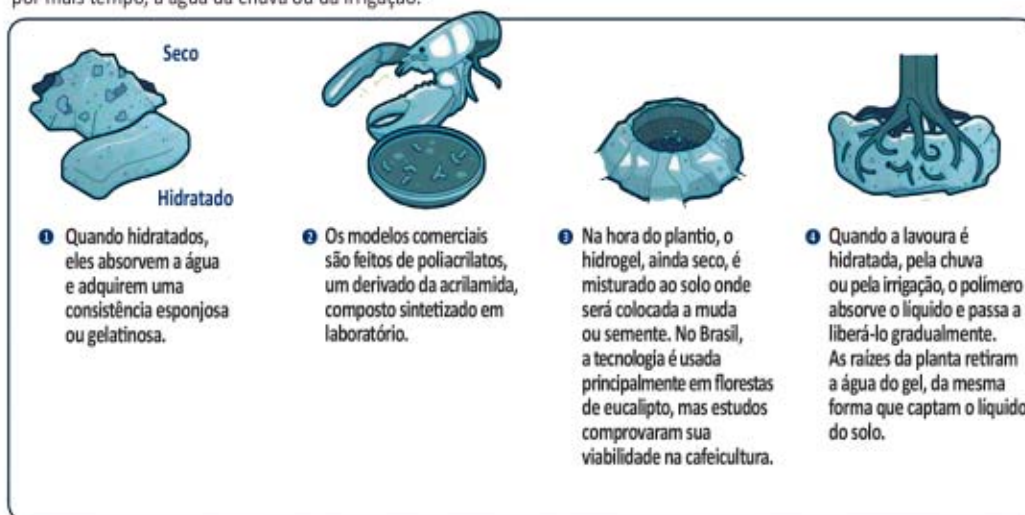 por mais tempo, a água da chuva ou da irrigação.
Seco
Hidratado
1 Quando hidratados,
eles absorvem a água
e adquirem uma
consistência esponjosa
ou gelatinosa.
2 Os modelos comerciais
são feitos de poliacrilatos,
um derivado da acrilamida,
composto sintetizado em
laboratório.
3 Na hora do plantio, o
hidrogel, ainda seco, é
misturado ao solo onde
será colocada a muda
ou semente. No Brasil,
a tecnologia é usada
principalmente em florestas
de eucalipto, mas estudos
comprovaram sua
viabilidade na cafeicultura.
4 Quando a lavoura é
hidratada, pela chuva
ou pela irrigação, o polímero
absorve o líquido e passa a
liberá-lo gradualmente.
As raízes da planta retiram
a água do gel, da mesma
forma que captam o líquido
do solo.